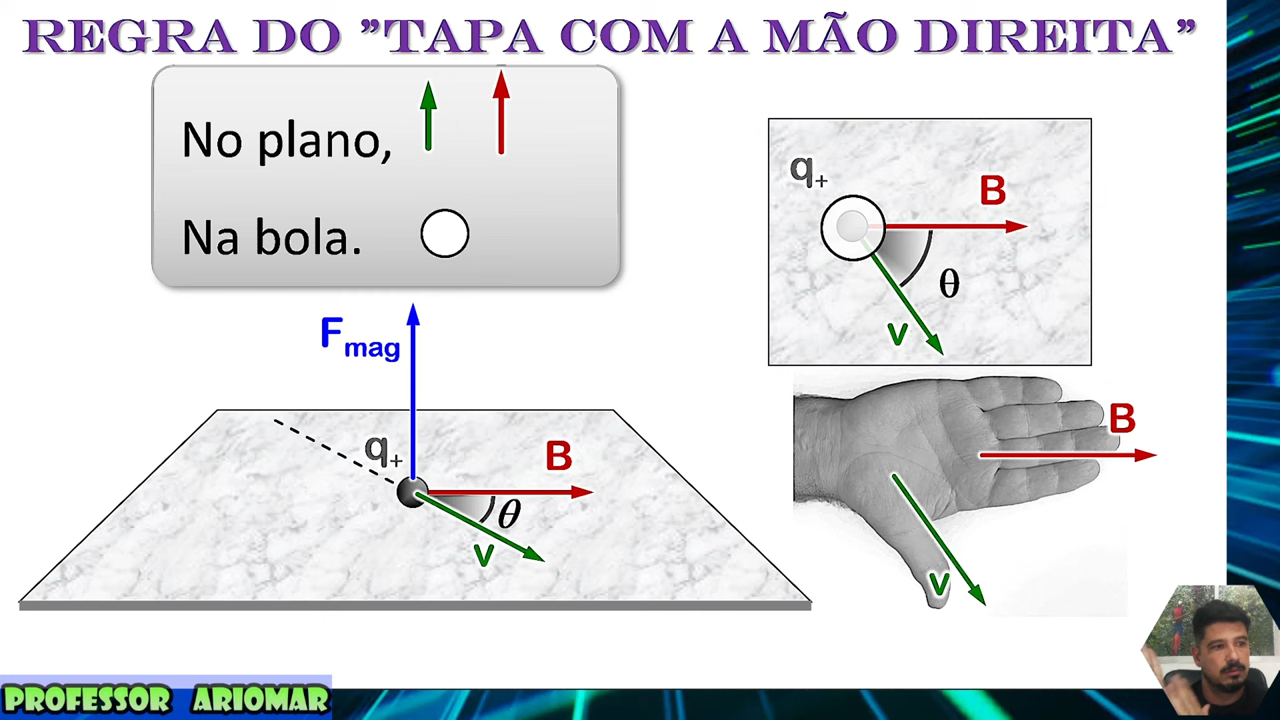 REGRA DO "TAPA COM A MÃO DIREITA"
No plano,
Na bola.
q+
B
θ
v
Fmag
q+
B
θ
v
B
v
PROFESSOR ARIOMAR